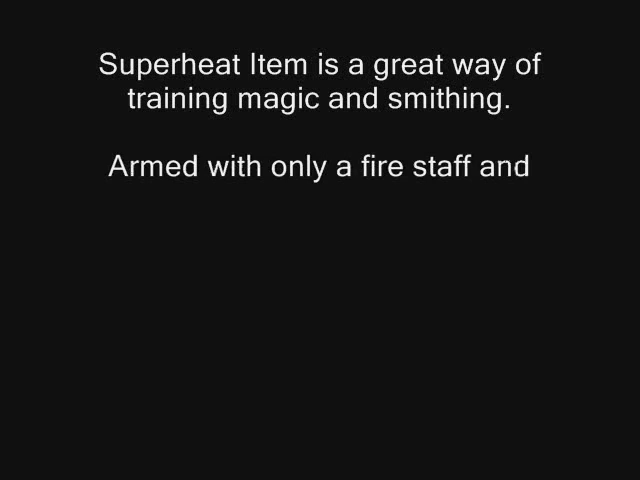 Superheat Item is a great way of
training magic and smithing.
Armed with only a fire staff and